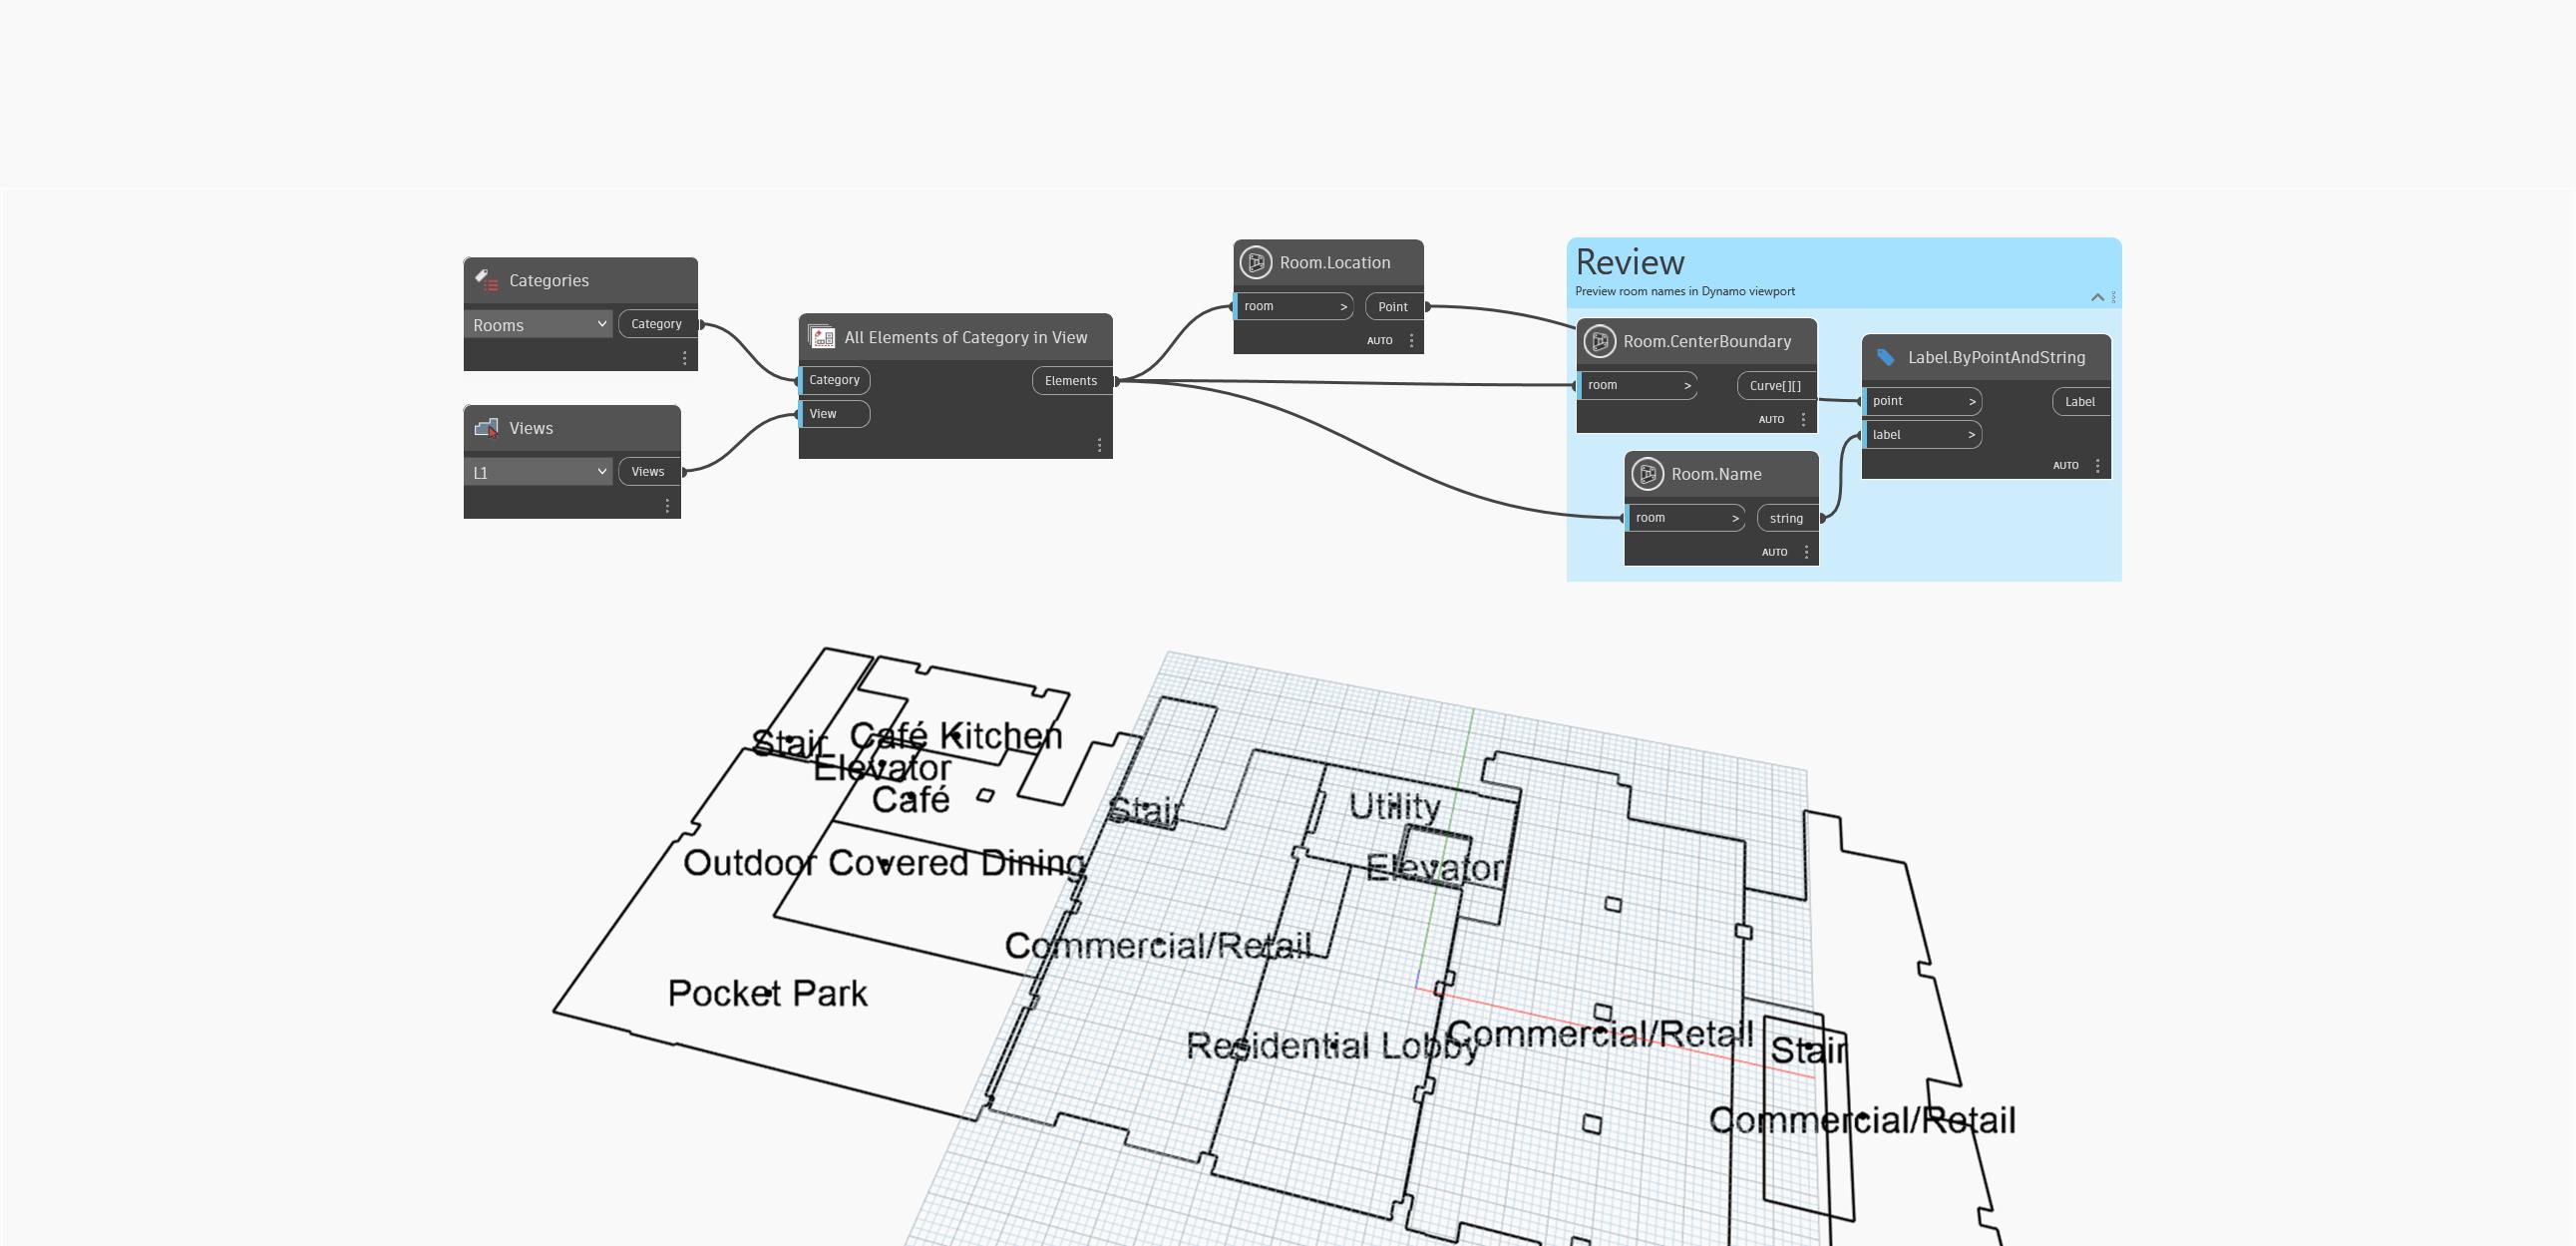 Categories
Rooms
Category
Views
L1
Views
All Elements of Category in View
Category
Elements
View
Room.Location
room >
Point
AUTO
Review
Preview room names in Dynamo viewport
Room.CenterBoundary
room >
Curve[][]
AUTO
Room.Name
room >
string
AUTO
Label.ByPointAndString
point >
Label
label >
AUTO
Stair
Café Kitchen
Elevator
Café
Stair
Utility
Outdoor Covered Dining
Elevator
Commercial/Retail
Pocket Park
Residential Lobby
Commercial/Retail
Stair
Commercial/Retail